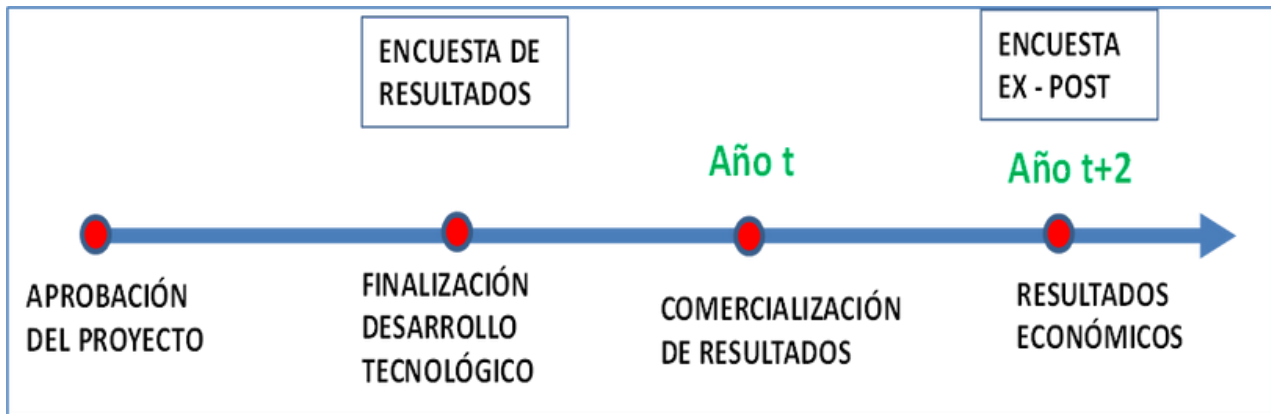 ENCUESTA DE
RESULTADOS
ENCUESTA
EX - POST
Año t
Año t+2
APROBACIÓN
DEL PROYECTO
FINALIZACIÓN
DESARROLLO
TECNOLÓGICO
COMERCIALIZACIÓN
DE RESULTADOS
RESULTADOS
ECONÓMICOS